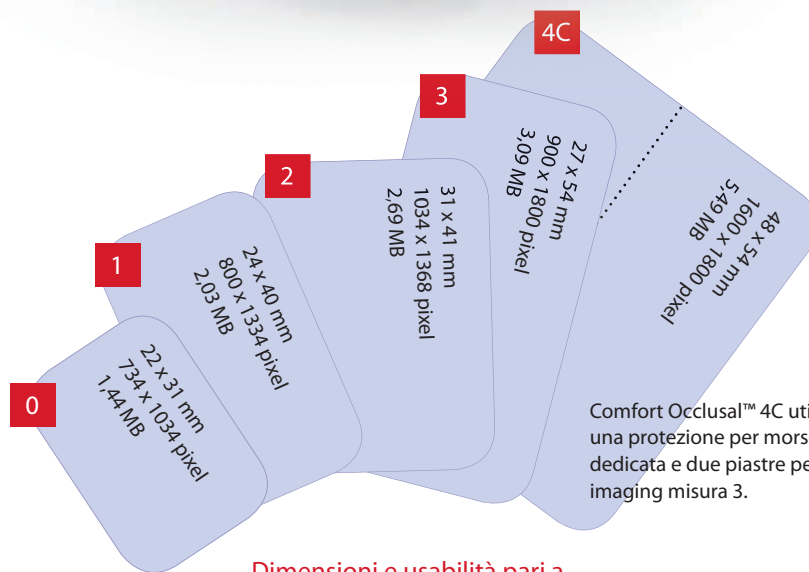 4C
48 x 54 mm
1600 x 1800 pixel
5,49 MB
3
27 x 54 mm
900 x 1800 pixel
3,09 MB
2
31 x 41 mm
1034 x 1368 pixel
2,69 MB
1
24 x 40 mm
800 x 1334 pixel
2,03 MB
0
22 x 31 mm
734 x 1034 pixel
1,44 MB
Comfort Occlusal™ 4C
una protezione per
dedicata e due piastre
imaging misura 3.
Dimensioni e usabilità pari a